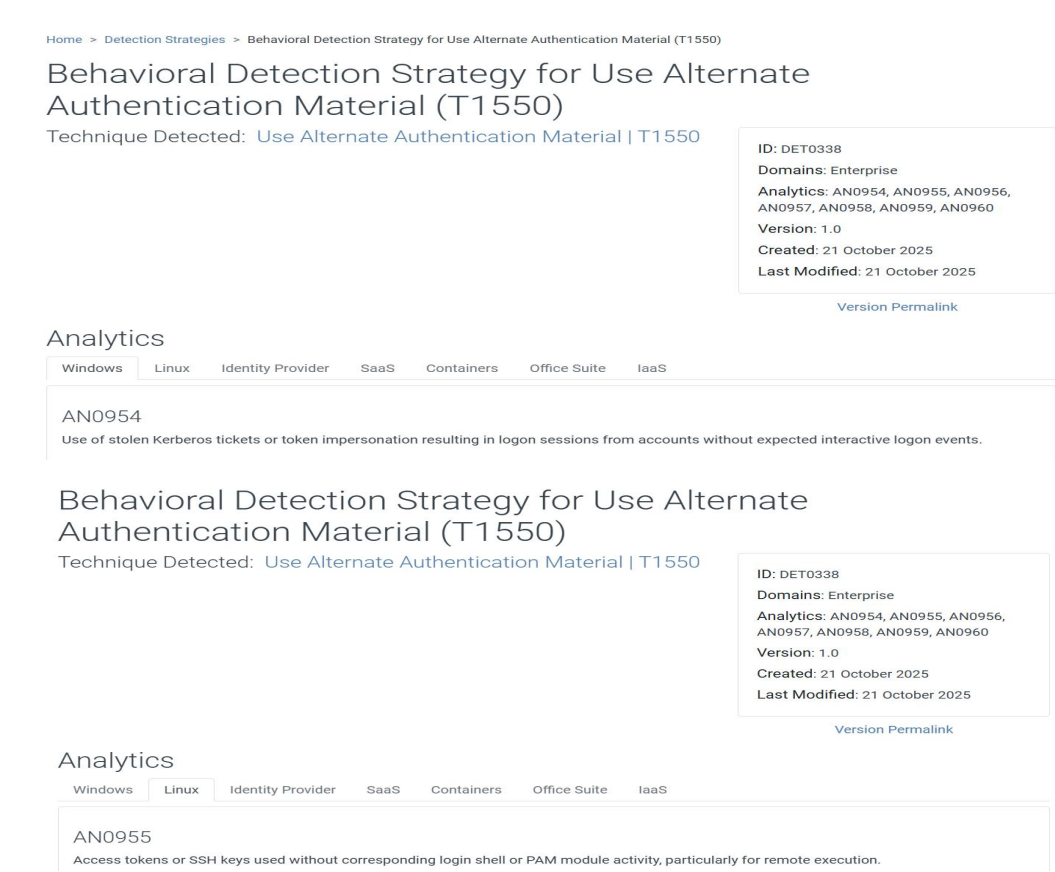 Home > Detection Strategies > Behavioral Detection Strategy for Use Alternate Authentication Material (T1550)
Behavioral Detection Strategy for Use Alternate
Authentication Material (T1550)
Technique Detected: Use Alternate Authentication Material | T1550
ID: DET0338
Domains: Enterprise
Analytics: AN0954, AN0955, AN0956,
AN0957, AN0958, AN0959, AN0960
Version: 1.0
Created: 21 October 2025
Last Modified: 21 October 2025
Version Permalink
Analytics
Windows Linux Identity Provider SaaS Containers Office Suite IaaS
AN0954
Use of stolen Kerberos tickets or token impersonation resulting in logon sessions from accounts without expected interactive logon events.
Behavioral Detection Strategy for Use Alternate
Authentication Material (T1550)
Technique Detected: Use Alternate Authentication Material | T1550
ID: DET0338
Domains: Enterprise
Analytics: AN0954, AN0955, AN0956,
AN0957, AN0958, AN0959, AN0960
Version: 1.0
Created: 21 October 2025
Last Modified: 21 October 2025
Version Permalink
Analytics
Windows Linux Identity Provider SaaS Containers Office Suite IaaS
AN0955
Access tokens or SSH keys used without corresponding login shell or PAM module activity, particularly for remote execution.